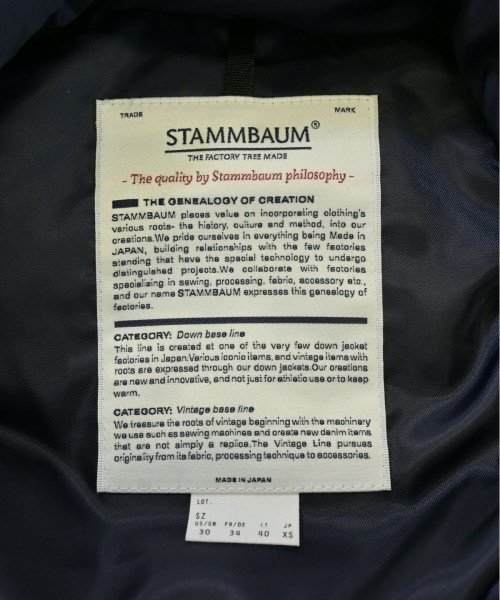 TRADE MARK
STAMMBAUM®
THE FACTORY TREE MADE
- The quality by Stammbaum philosophy -
THE GENEALOGY OF CREATION
STAMMBAUM places value on incorporating clothing's
various roots- the history, culture and method, into our
creations.We pride ourselves in everything being Made in
JAPAN, building relationships with the few factories
standing that have the special technology to undergo
distinguished projects.We collaborate with factories
specializing in sewing, processing, fabric, accessory etc.,
and our name STAMMBAUM expresses this genealogy of
factories.
CATEGORY: Down base line
This line is created at one of the very few down jacket
factories in Japan.Various iconic items, and vintage items with
roots are expressed through our down jackets.Our creations
are new and innovative, and not just for athletic use or to keep
warm.
CATEGORY: Vintage base line
We treasure the roots of vintage beginning with the machinery
we use such as sewing machines and create new denim items
that are not simply a replica.The Vintage Line pursues
originality from its fabric, processing technique to accessories.
MADE IN JAPAN
LOT.
SZ
US/GB FR/DE IT JP
30 34 40 XS